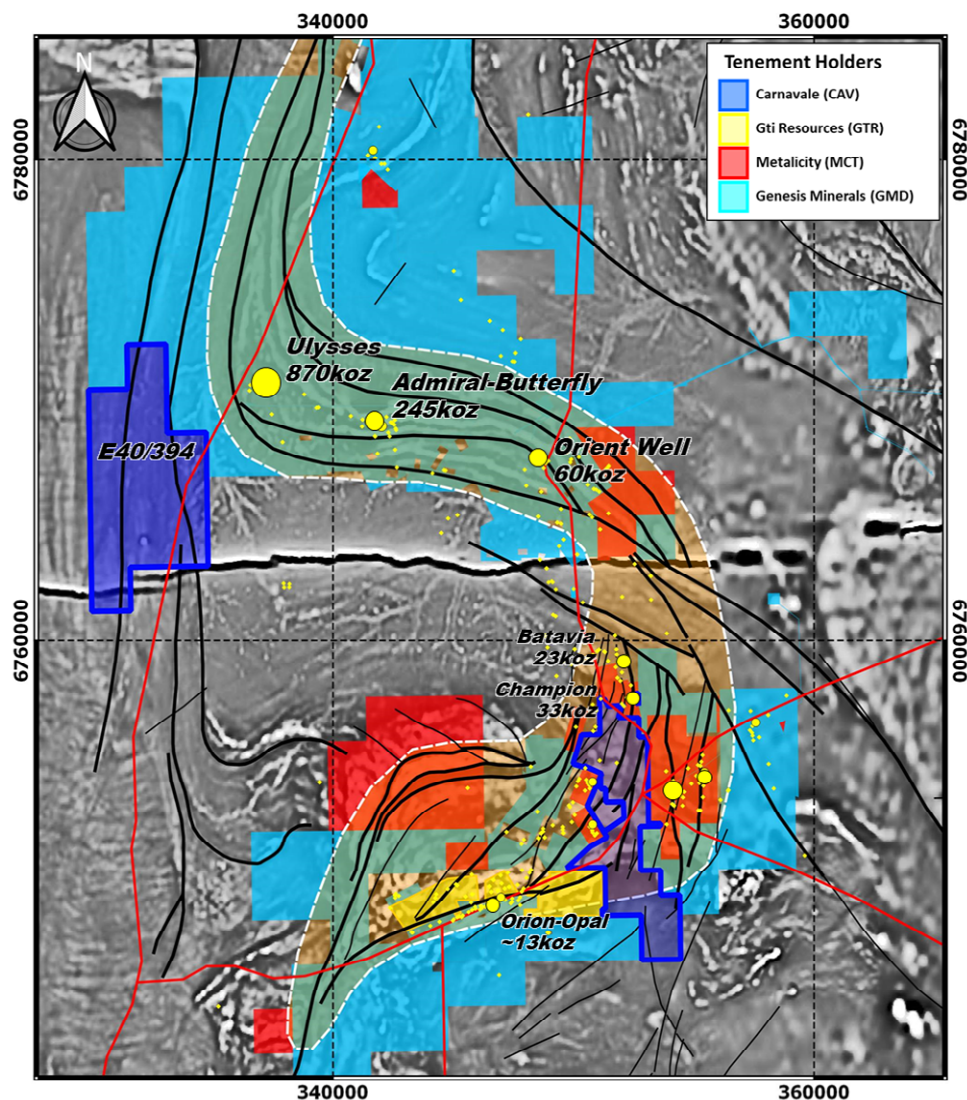 340000
360000
N
Tenement Holders
Carnavale (CAV)
Gti Resources (GTR)
Metalicity (MCT)
Genesis Minerals (GMD)
6780000
6780000
Ulysses
870koz
Admiral-Butterfly
245koz
E40/394
Orient Well
60koz
6760000
6760000
Batavia
23koz
Champion
33koz
Orion-Opal
~13koz
340000
360000